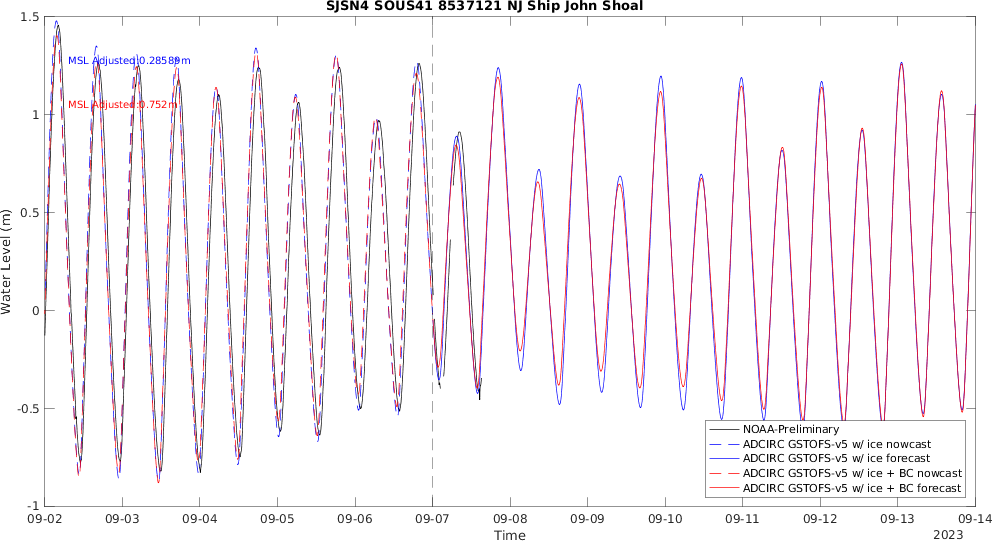 SJSN4 SOUS41 8537121 NJ Ship John Shoal
1.5
MSL Adjusted:0.28589m
MSL Adjusted:0.752m
1
0.5
Water Level (m)
0
-0.5
-1
NOAA-Preliminary
ADCIRC GSTOFS-v5 w/ ice nowcast
ADCIRC GSTOFS-v5 w/ ice forecast
ADCIRC GSTOFS-v5 w/ ice + BC nowcast
ADCIRC GSTOFS-v5 w/ ice + BC forecast
09-02 09-03 09-04 09-05 09-06 09-07 09-08 09-09 09-10 09-11 09-12 09-13 09-14
Time
2023